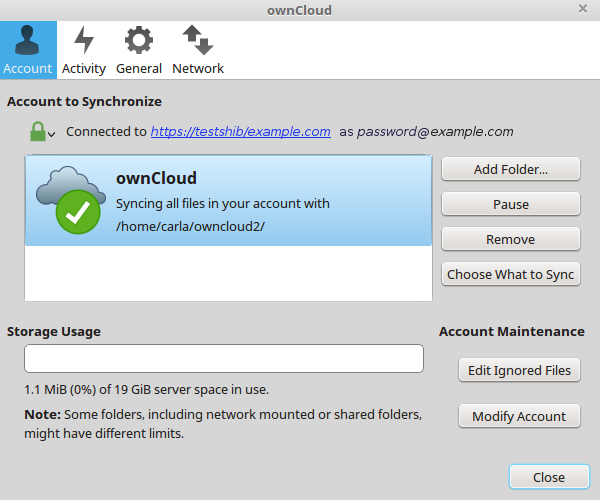 ownCloud
Account Activity General Network
Account to Synchronize
Connected to https://testshib/example.com as password@example.com
ownCloud
Syncing all files in your account with
/home/carla/owncloud2/
Add Folder...
Pause
Remove
Choose What to Sync
Storage Usage
1.1 MiB (0%) of 19 GiB server space in use.
Note: Some folders, including network mounted or shared folders,
might have different limits.
Account Maintenance
Edit Ignored Files
Modify Account
Close